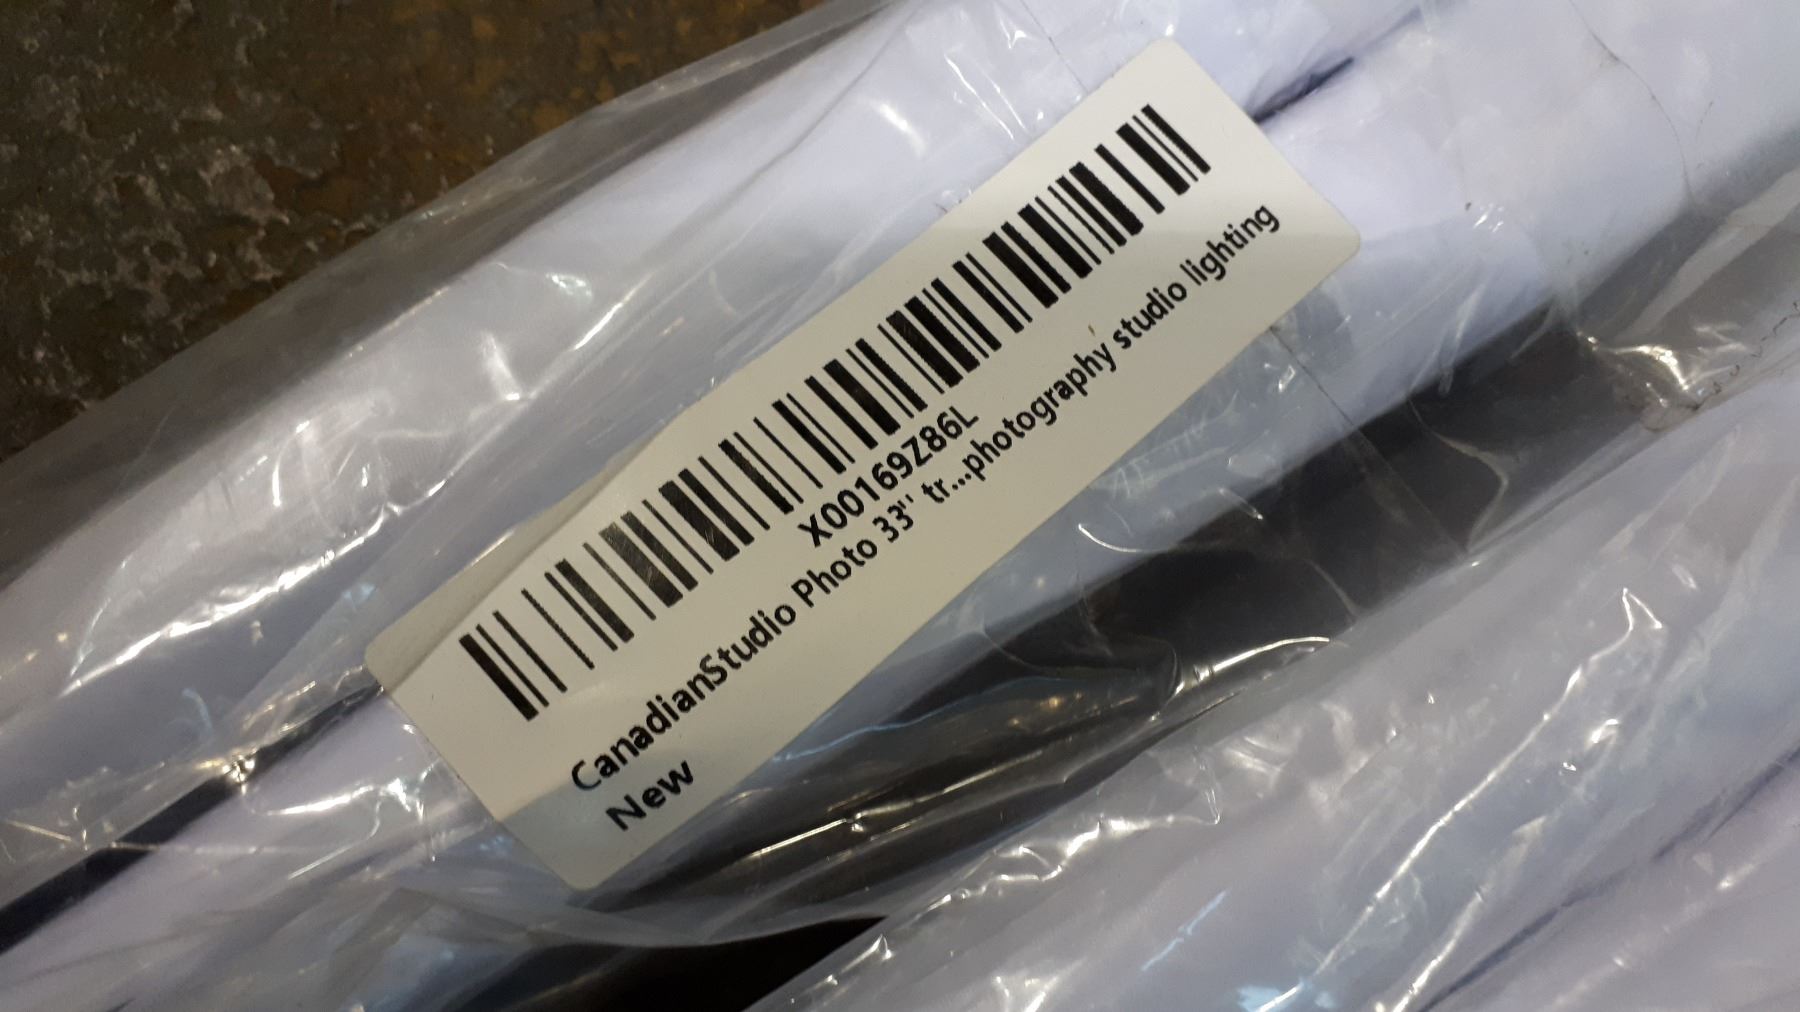 X00169Z86L
CanadianStudio Photo 33" tr...photography studio lighting
New